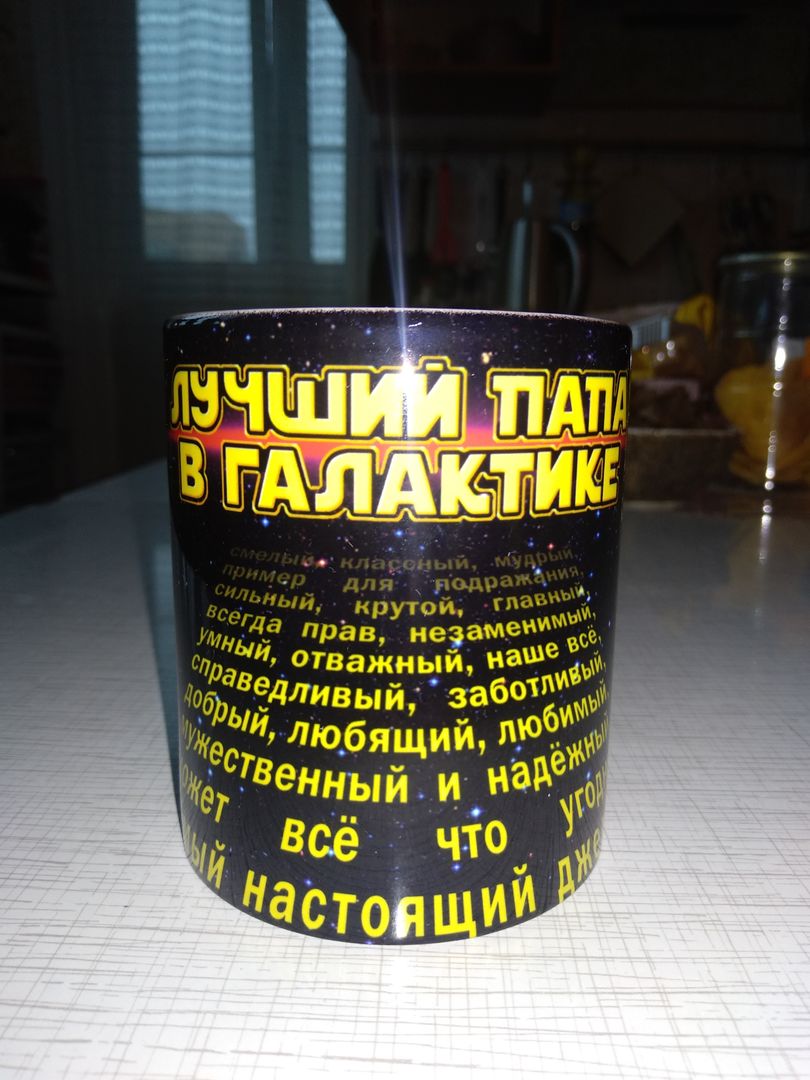 ЛУЧШИЙ ПАПА
В ГАЛАКТИКЕ
смелый, классный, мудрый,
пример для подражания,
сильный, крутой, главный,
всегда прав, незаменимый,
умный, отважный, наше всё,
справедливый, заботливый,
добрый, любящий, любимый,
мужественный и надёжный
всё что
настоящий